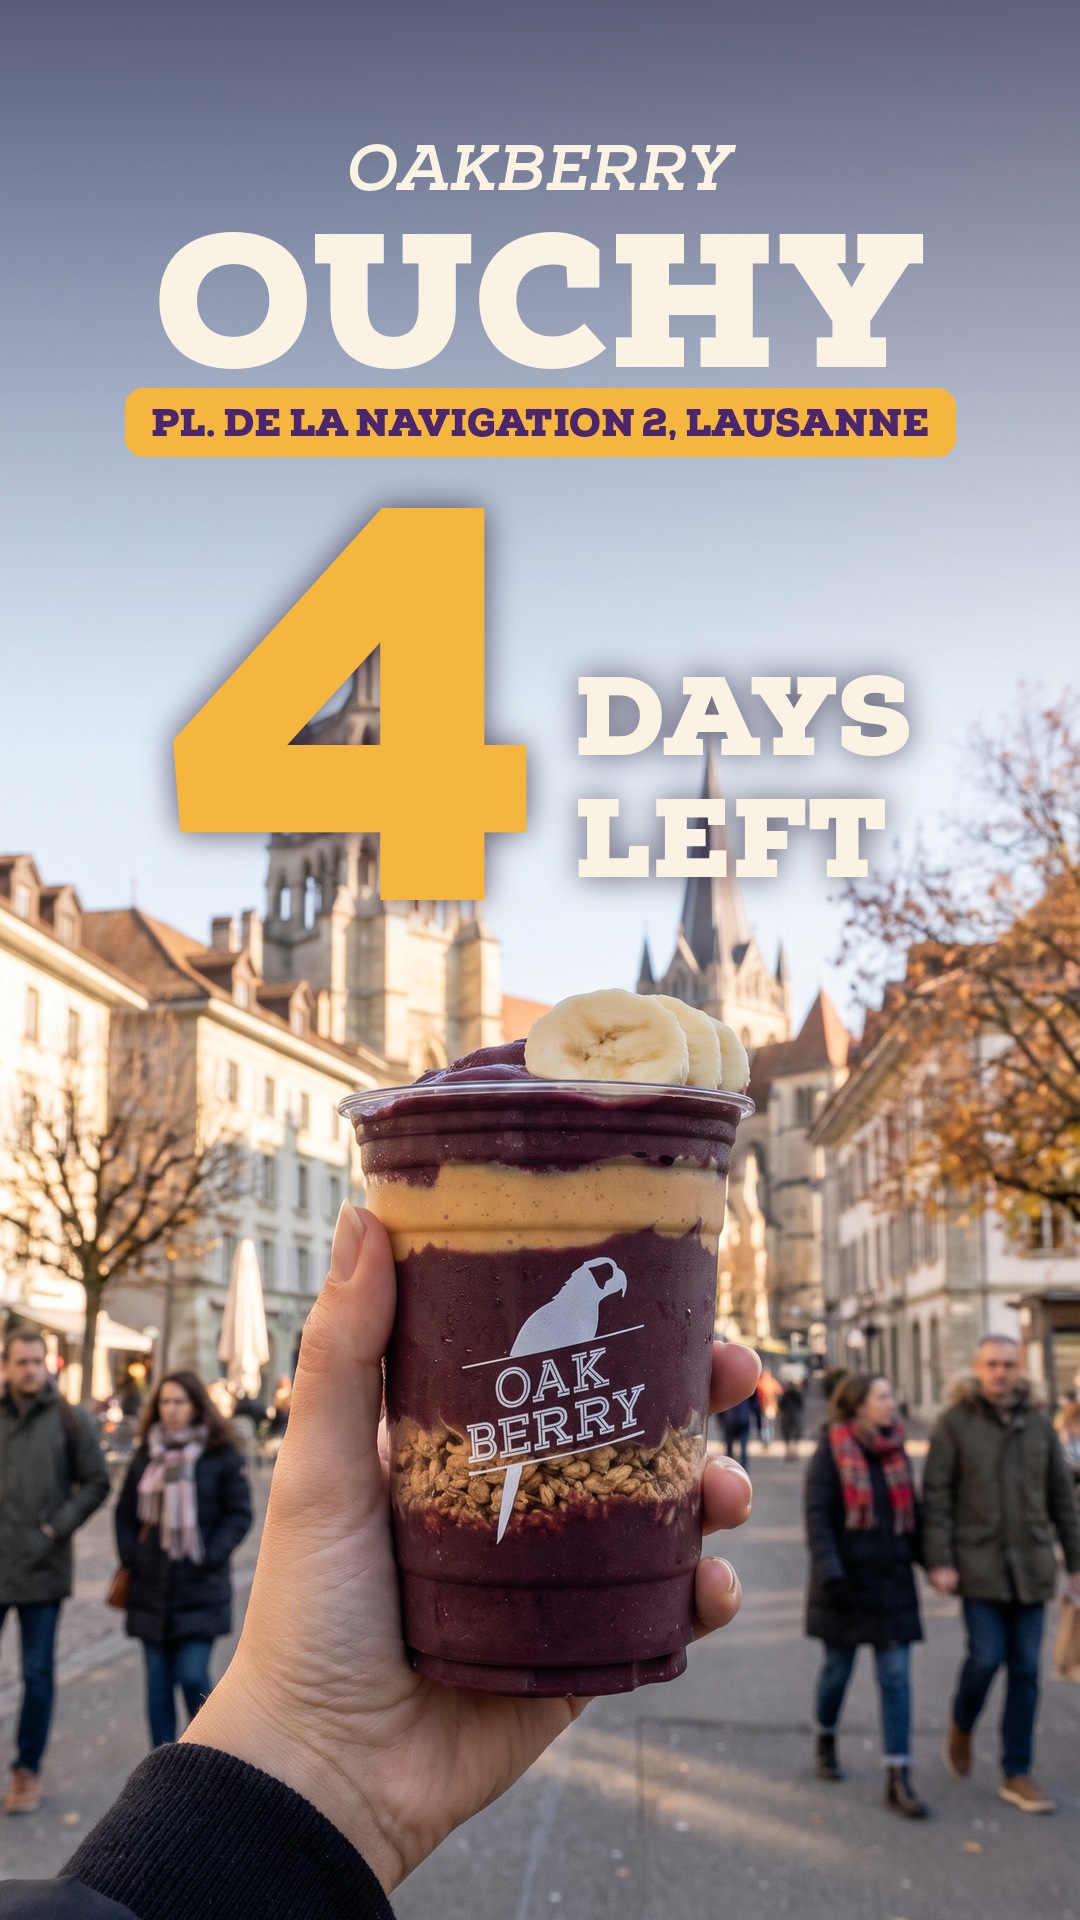 OAKBERRY
OUCHY
PL. DE LA NAVIGATION 2, LAUSANNE
4
DAYS
LEFT
OAK
BERRY